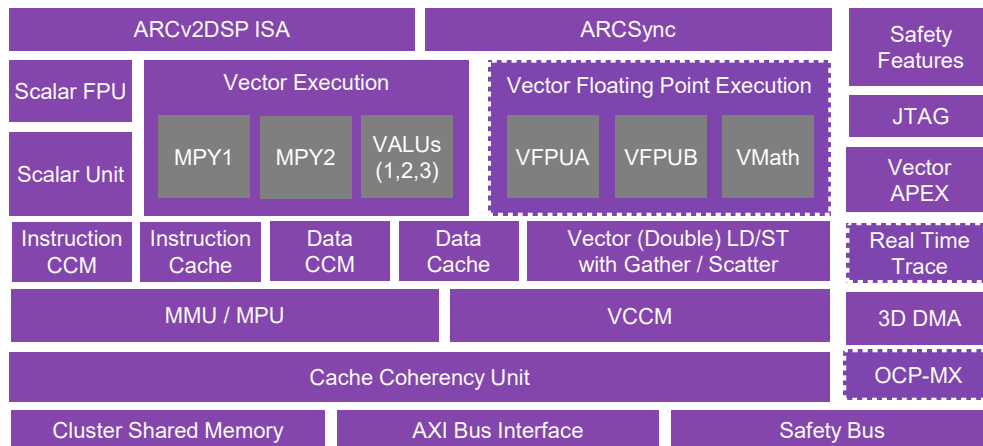 ARCv2DSP ISA
ARCSync
Safety
Features
Scalar FPU
Vector Execution
Vector Floating Point Execution
JTAG
MPY1
MPY2
VALUs
(1,2,3)
VFPUA
VFPUB
VMath
Scalar Unit
Vector
APEX
Instruction
CCM
Instruction
Cache
Data
CCM
Data
Cache
Vector (Double) LD/ST
with Gather / Scatter
Real Time
Trace
MMU / MPU
VCCM
3D DMA
Cache Coherency Unit
OCP-MX
Cluster Shared Memory
AXI Bus Interface
Safety Bus